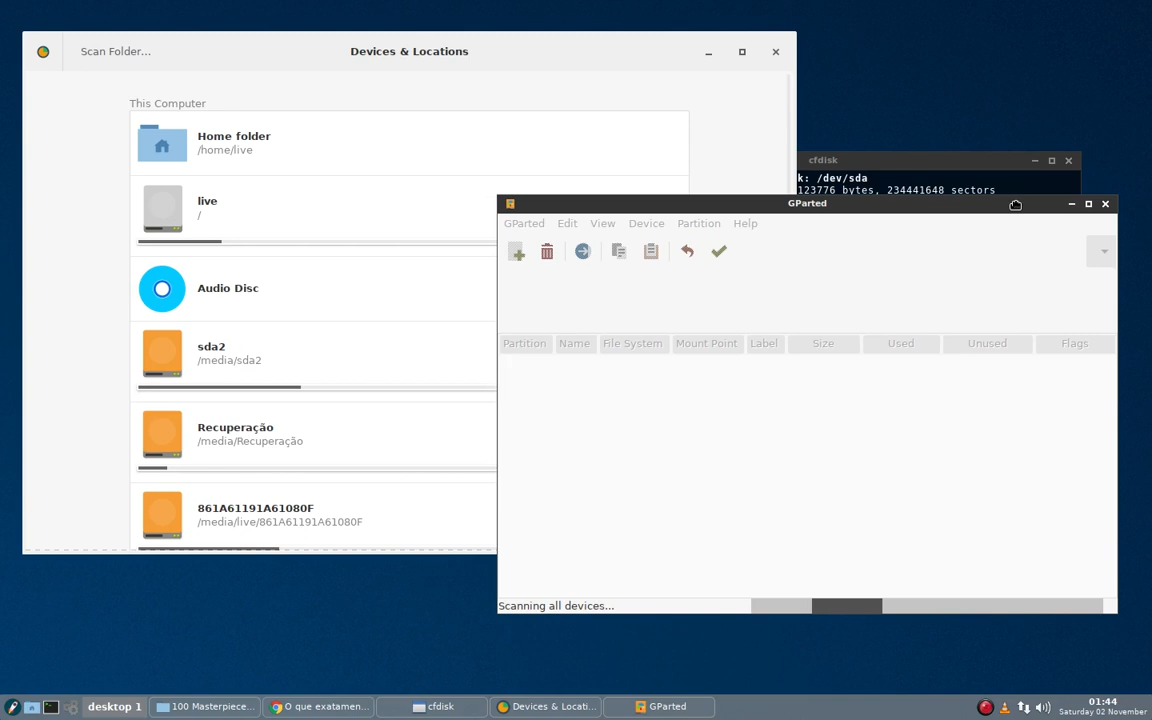 Scan Folder...
Devices & Locations
This Computer
Home folder
/home/live
live
/
Audio Disc
sda2
/media/sda2
Recuperação
/media/Recuperação
861A61191A61080F
/media/live/861A61191A61080F
cfdisk
k: /dev/sda
123776 bytes, 234441648 sectors
GParted
GParted Edit View Device Partition Help
Partition Name File System Mount Point Label Size Used Unused Flags
Scanning all devices...
desktop 1 100 Masterpiece... O que exatamen... cfdisk Devices & Locati... GParted
01:44
Saturday 02 November